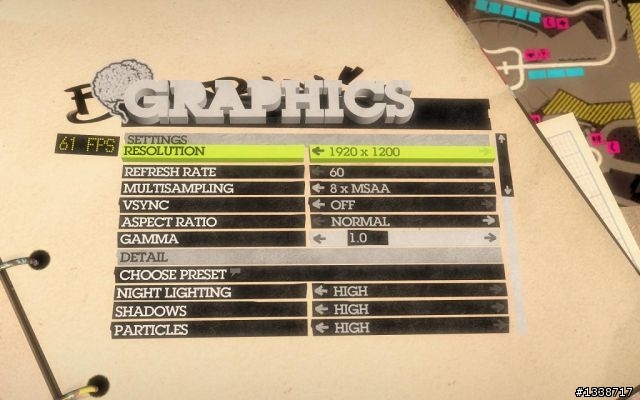 GRAPHICS
61 FPS
SETTINGS
RESOLUTION 1920 x 1200
REFRESH RATE 60
MULTISAMPLING 8 x MSAA
VSYNC OFF
ASPECT RATIO NORMAL
GAMMA 1.0
DETAIL
CHOOSE PRESET
NIGHT LIGHTING HIGH
SHADOWS HIGH
PARTICLES HIGH
#1338717